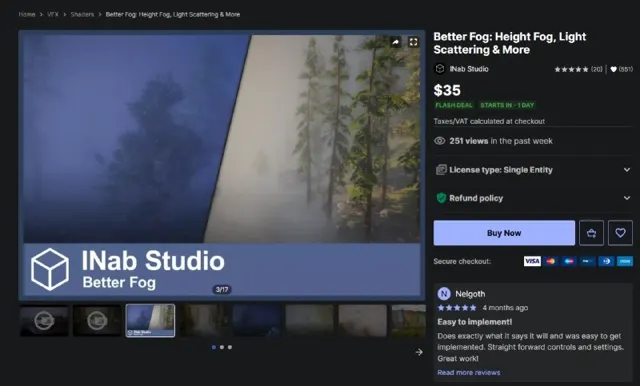 Home > VFX > Shaders > Better Fog: Height Fog, Light Scattering & More
INab Studio
Better Fog
3/17
INab Studio
Better Fog: Height Fog, Light
Scattering & More
INab Studio
(20) | (551)
$35
FLASH DEAL STARTS IN - 1 DAY
Taxes/VAT calculated at checkout
251 views in the past week
License type: Single Entity
Refund policy
Buy Now
Secure checkout:
VISA
N
Nelgoth
4 months ago
Easy to implement!
Does exactly what it says it will and was easy to get
implemented. Straight forward controls and settings.
Great work!
Read more reviews